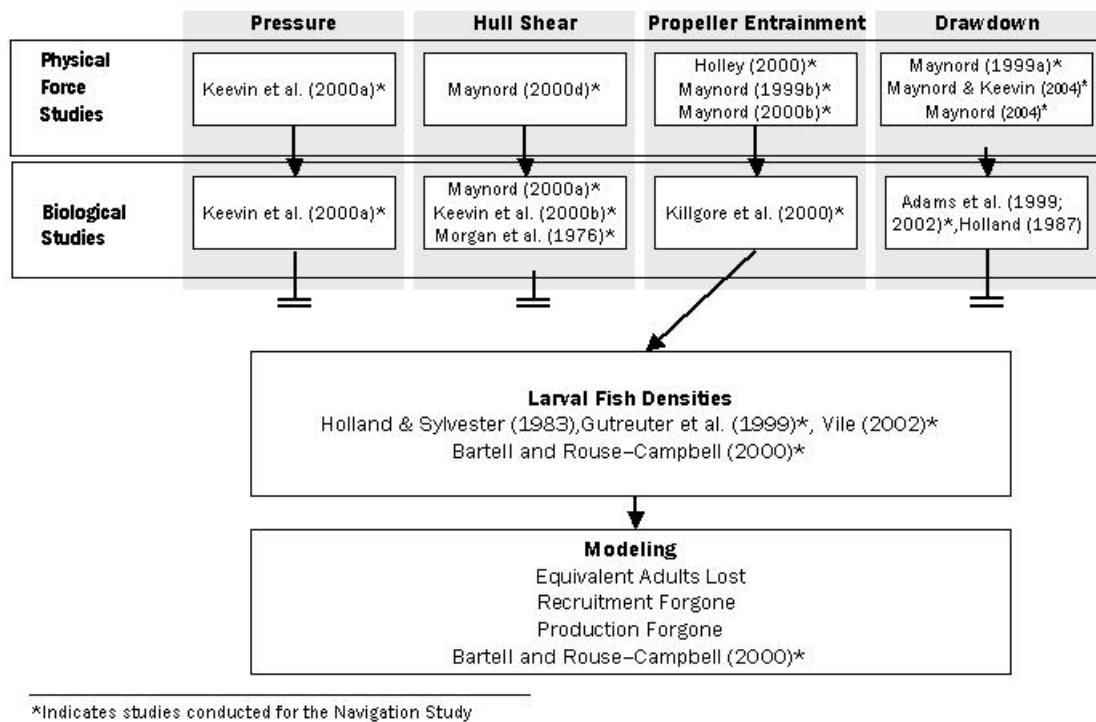 Pressure
Hull Shear
Propeller Entrainment
Drawdown
Physical
Force
Studies
Keevin et al. (2000a)*
Maynord (2000d)*
Holley (2000)*
Maynord (1999b)*
Maynord (2000b)*
Maynord (1999a)*
Maynord & Keevin (2004)*
Maynord (2004)*
Biological
Studies
Keevin et al. (2000a)*
Maynord (2000a)*
Keevin et al. (2000b)*
Morgan et al. (1976)*
Killgore et al. (2000)*
Adams et al. (1999;
2002)*,Holland (1987)
Larval Fish Densities
Holland & Sylvester (1983),Gutreuter et al. (1999)*, Vile (2002)*
Bartell and Rouse–Campbell (2000)*
Modeling
Equivalent Adults Lost
Recruitment Forgone
Production Forgone
Bartell and Rouse–Campbell (2000)*
*Indicates studies conducted for the Navigation Study